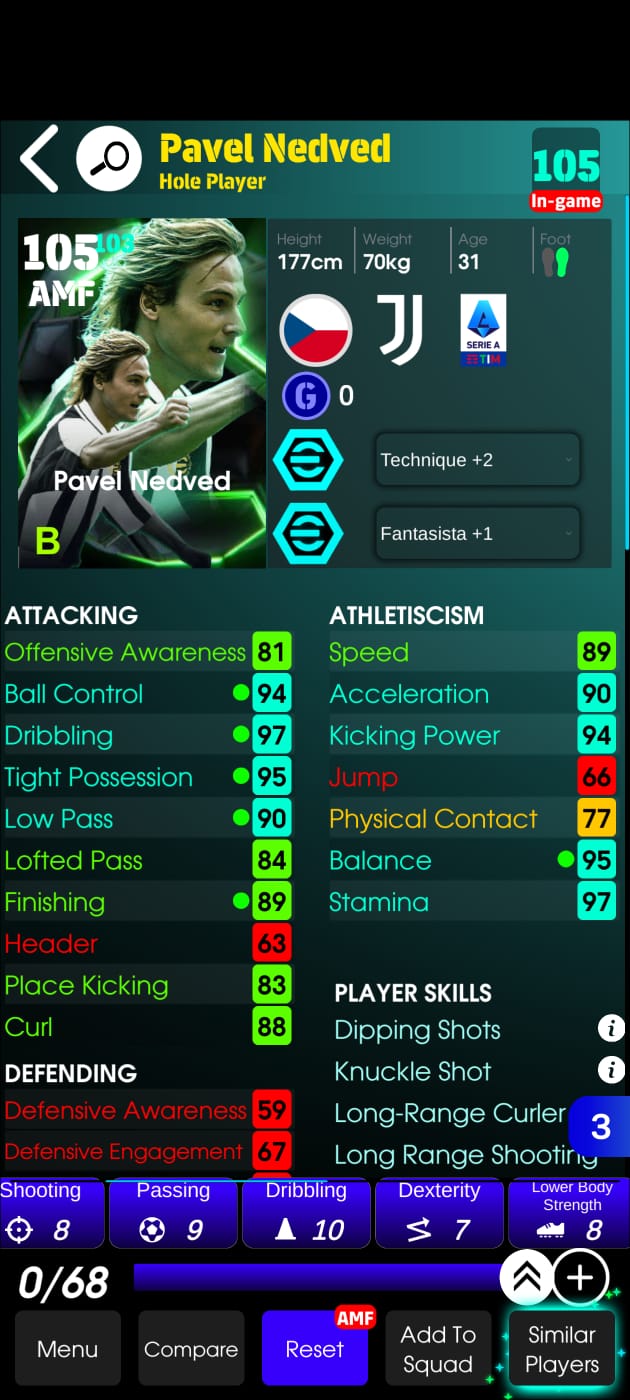 Pavel Nedved
Hole Player
105
In-game
105 103
AMF
Pavel Nedved
B
Height
177cm
Weight
70kg
Age
31
Foot
SERIE A
TIM
G 0
Technique +2
Fantasista +1
ATTACKING
Offensive Awareness 81
Ball Control 94
Dribbling 97
Tight Possession 95
Low Pass 90
Lofted Pass 84
Finishing 89
Header 63
Place Kicking 83
Curl 88
DEFENDING
Defensive Awareness 59
Defensive Engagement 67
ATHLETISCISM
Speed 89
Acceleration 90
Kicking Power 94
Jump 66
Physical Contact 77
Balance 95
Stamina 97
PLAYER SKILLS
Dipping Shots i
Knuckle Shot i
Long-Range Curler
Long Range Shooting
3
Shooting 8
Passing 9
Dribbling 10
Dexterity 7
Lower Body
Strength 8
0/68
Menu
Compare
AMF
Reset
Add To
Squad
Similar
Players